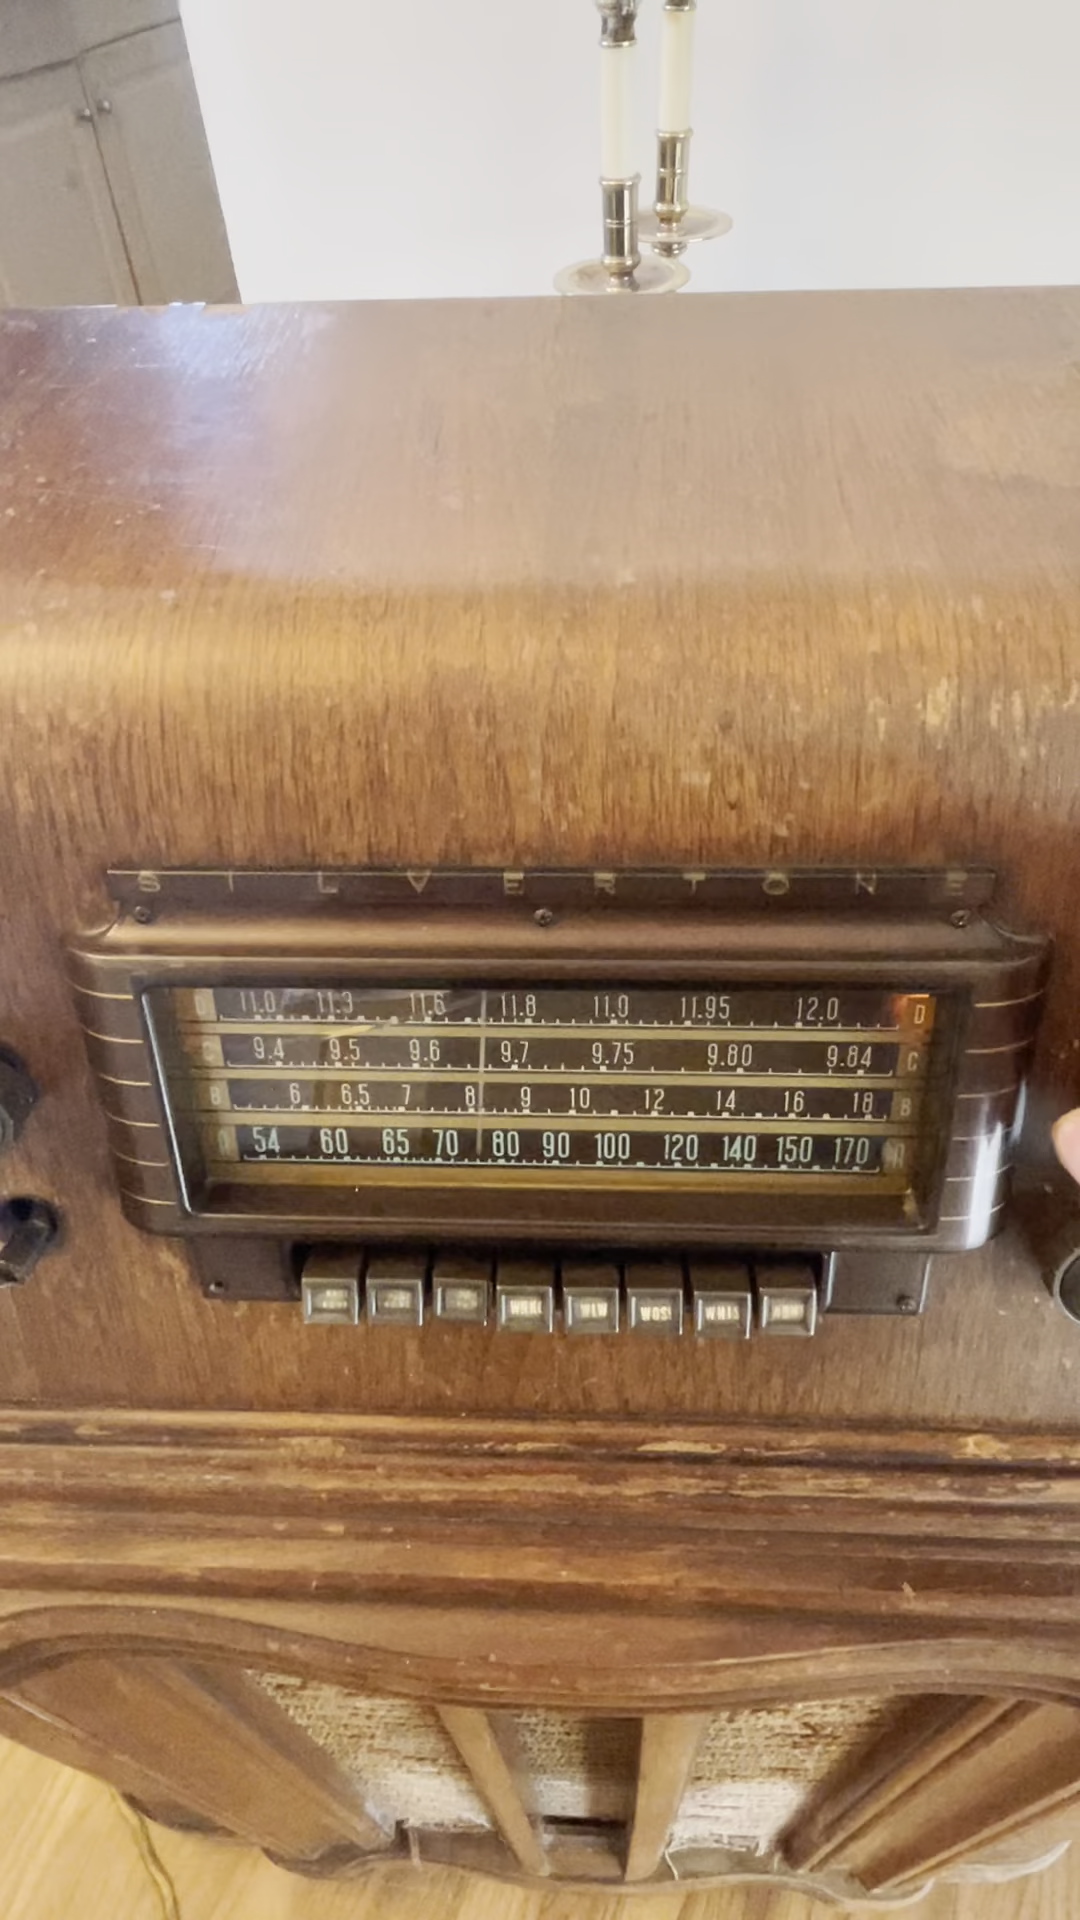 SILVERTONE
D 11.0 11.3 11.6 11.8 11.9 11.95 12.0 D
C 9.4 9.5 9.6 9.7 9.75 9.80 9.84 C
B 6 6.5 7 8 9 10 12 14 16 18 B
54 60 65 70 80 90 100 120 140 150 170 A
WLW WOSU